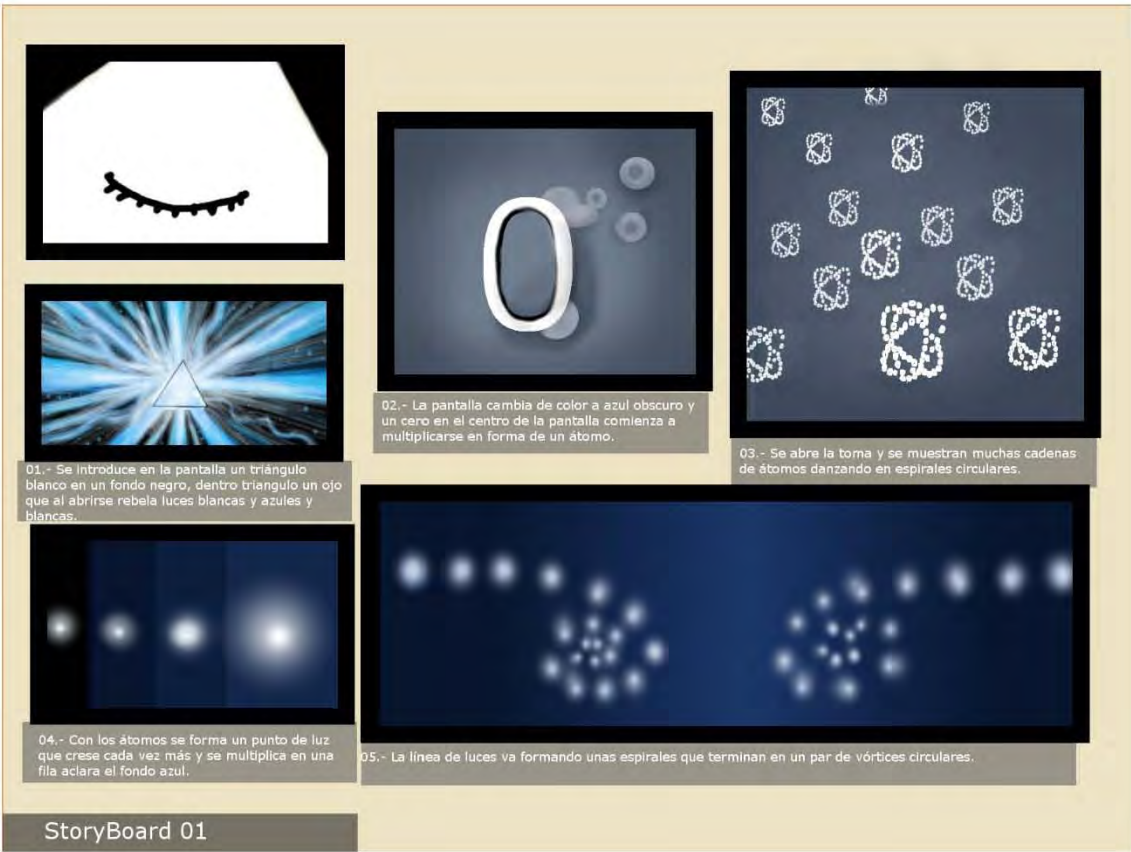 01.- Se introduce en la pantalla un triángulo
blanco en un fondo negro, dentro triangulo un ojo
que al abrirse rebela luces blancas y azules y
blancas.
02.- La pantalla cambia de color a azul obscuro y
un cero en el centro de la pantalla comienza a
multiplicarse en forma de un átomo.
03.- Se abre la toma y se muestran muchas cadenas
de átomos danzando en espirales circulares.
04.- Con los átomos se forma un punto de luz
que crese cada vez más y se multiplica en una
fila aclara el fondo azul.
05.- La línea de luces va formando unas espirales que terminan en un par de vórtices circulares.
StoryBoard 01